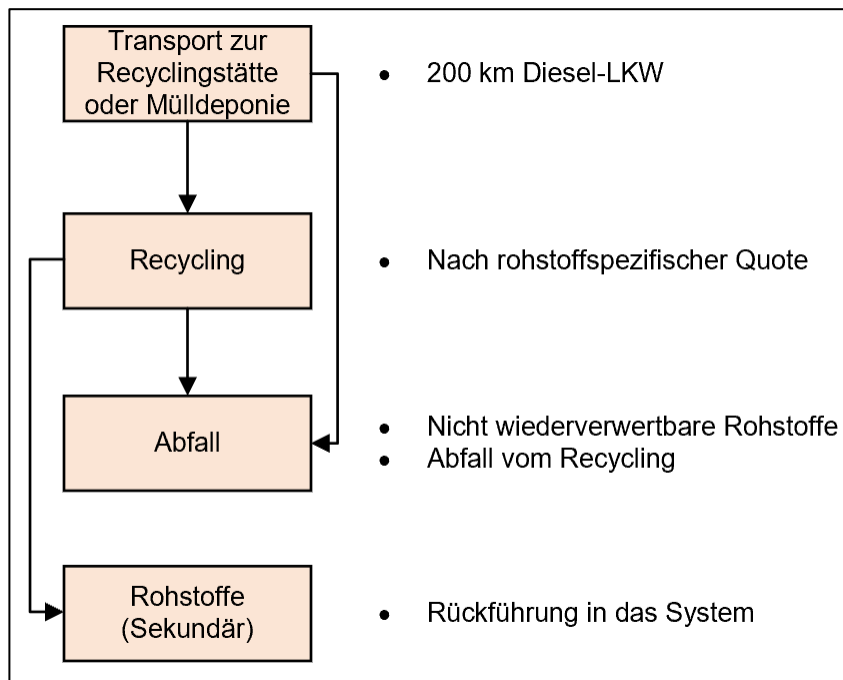 Transport zur
Recyclingstätte
oder Mülldeponie
• 200 km Diesel-LKW
Recycling
• Nach rohstoffspezifischer Quote
Abfall
• Nicht wiederverwertbare Rohstoffe
• Abfall vom Recycling
Rohstoffe
(Sekundär)
• Rückführung in das System